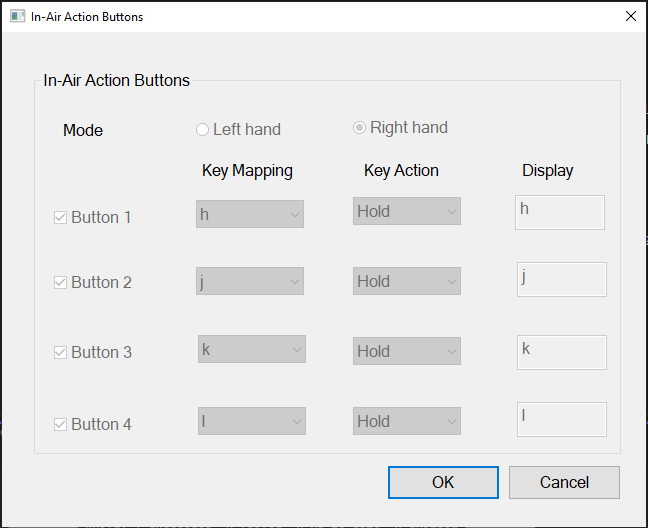 In-Air Action Buttons
In-Air Action Buttons
Mode Left hand Right hand
Key Mapping Key Action Display
Button 1 h Hold h
Button 2 j Hold j
Button 3 k Hold k
Button 4 l Hold l
OK Cancel